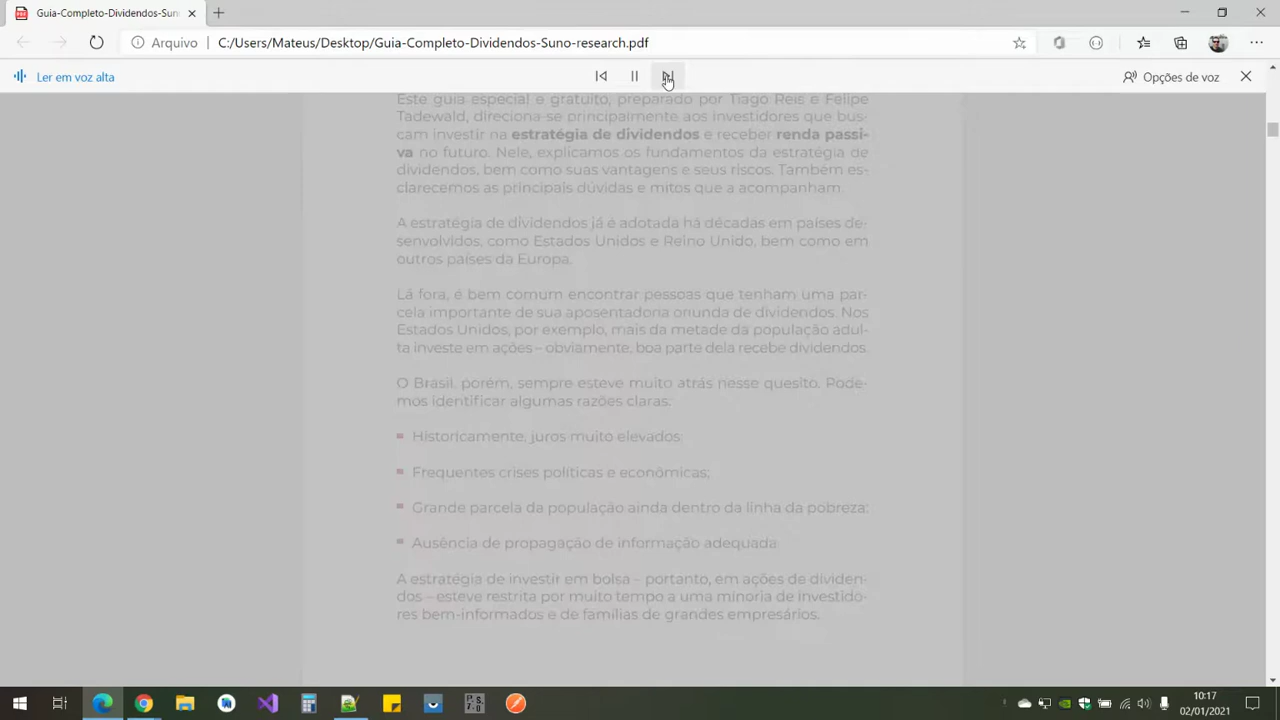 Guia-Completo-Dividendos-Sun
Arquivo
C:/Users/Mateus/Desktop/Guia-Completo-Dividendos-Suno-research.pdf
Ler em voz alta
Opções de voz
Este guia especial e gratuito, preparado por Tiago Reis e Felipe
Tadewald, direciona-se principalmente aos investidores que bus-
cam investir na estratégia de dividendos e receber renda passi-
va no futuro. Nele, explicamos os fundamentos da estratégia de
dividendos, bem como suas vantagens e seus riscos. Também es-
clarecemos as principais dúvidas e mitos que a acompanham.
A estratégia de dividendos já é adotada há décadas em países de-
senvolvidos, como Estados Unidos e Reino Unido, bem como em
outros países da Europa.
Lá fora, é bem comum encontrar pessoas que tenham uma par-
cela importante de sua aposentadoria oriunda de dividendos. Nos
Estados Unidos, por exemplo, mais da metade da população adul-
ta investe em ações – obviamente, boa parte dela recebe dividendos.
O Brasil, porém, sempre esteve muito atrás nesse quesito. Pode-
mos identificar algumas razões claras.
Historicamente, juros muito elevados;
Frequentes crises políticas e econômicas;
Grande parcela da população ainda dentro da linha da pobreza;
Ausência de propagação de informação adequada.
A estratégia de investir em bolsa – portanto, em ações de dividen-
dos – esteve restrita por muito tempo a uma minoria de investido-
res bem-informados e de famílias de grandes empresários.
10:17
02/01/2021